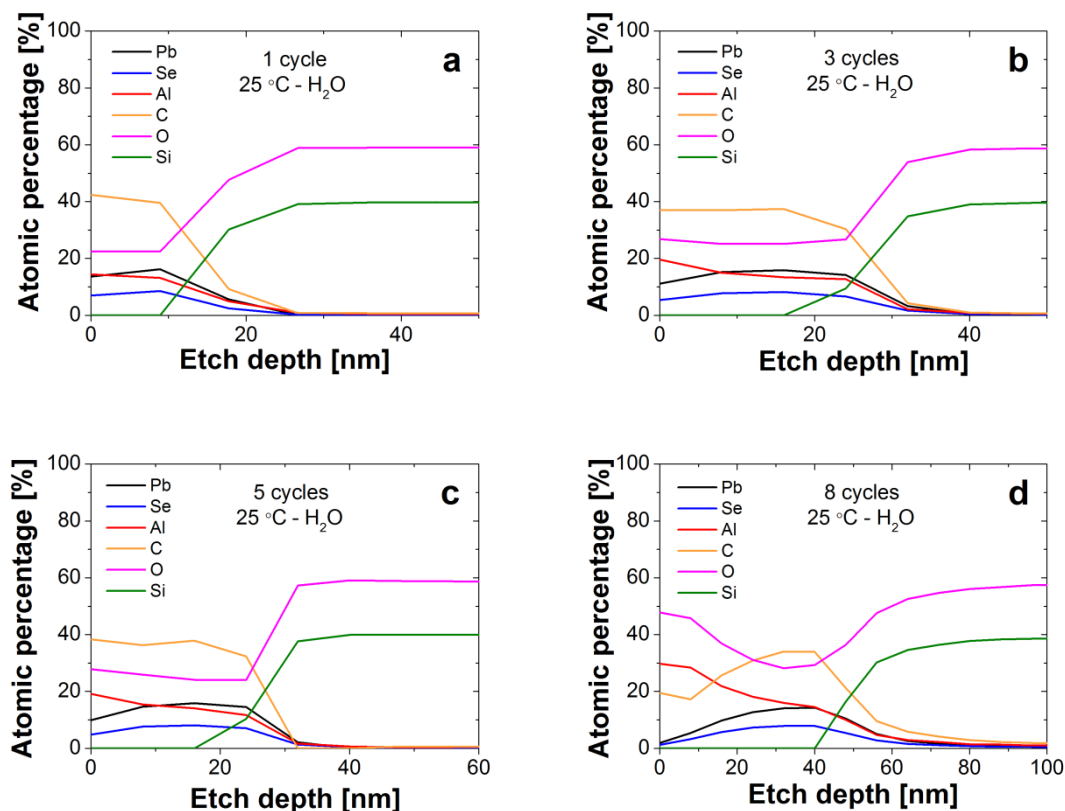 a
1 cycle
25 °C - H₂O
Pb
Se
Al
C
O
Si
Atomic percentage [%]
100
80
60
40
20
0
0 20 40
Etch depth [nm]
b
3 cycles
25 °C - H₂O
Pb
Se
Al
C
O
Si
Atomic percentage [%]
100
80
60
40
20
0
0 20 40
Etch depth [nm]
c
5 cycles
25 °C - H₂O
Pb
Se
Al
C
O
Si
Atomic percentage [%]
100
80
60
40
20
0
0 20 40 60
Etch depth [nm]
d
8 cycles
25 °C - H₂O
Pb
Se
Al
C
O
Si
Atomic percentage [%]
100
80
60
40
20
0
0 20 40 60 80 100
Etch depth [nm]